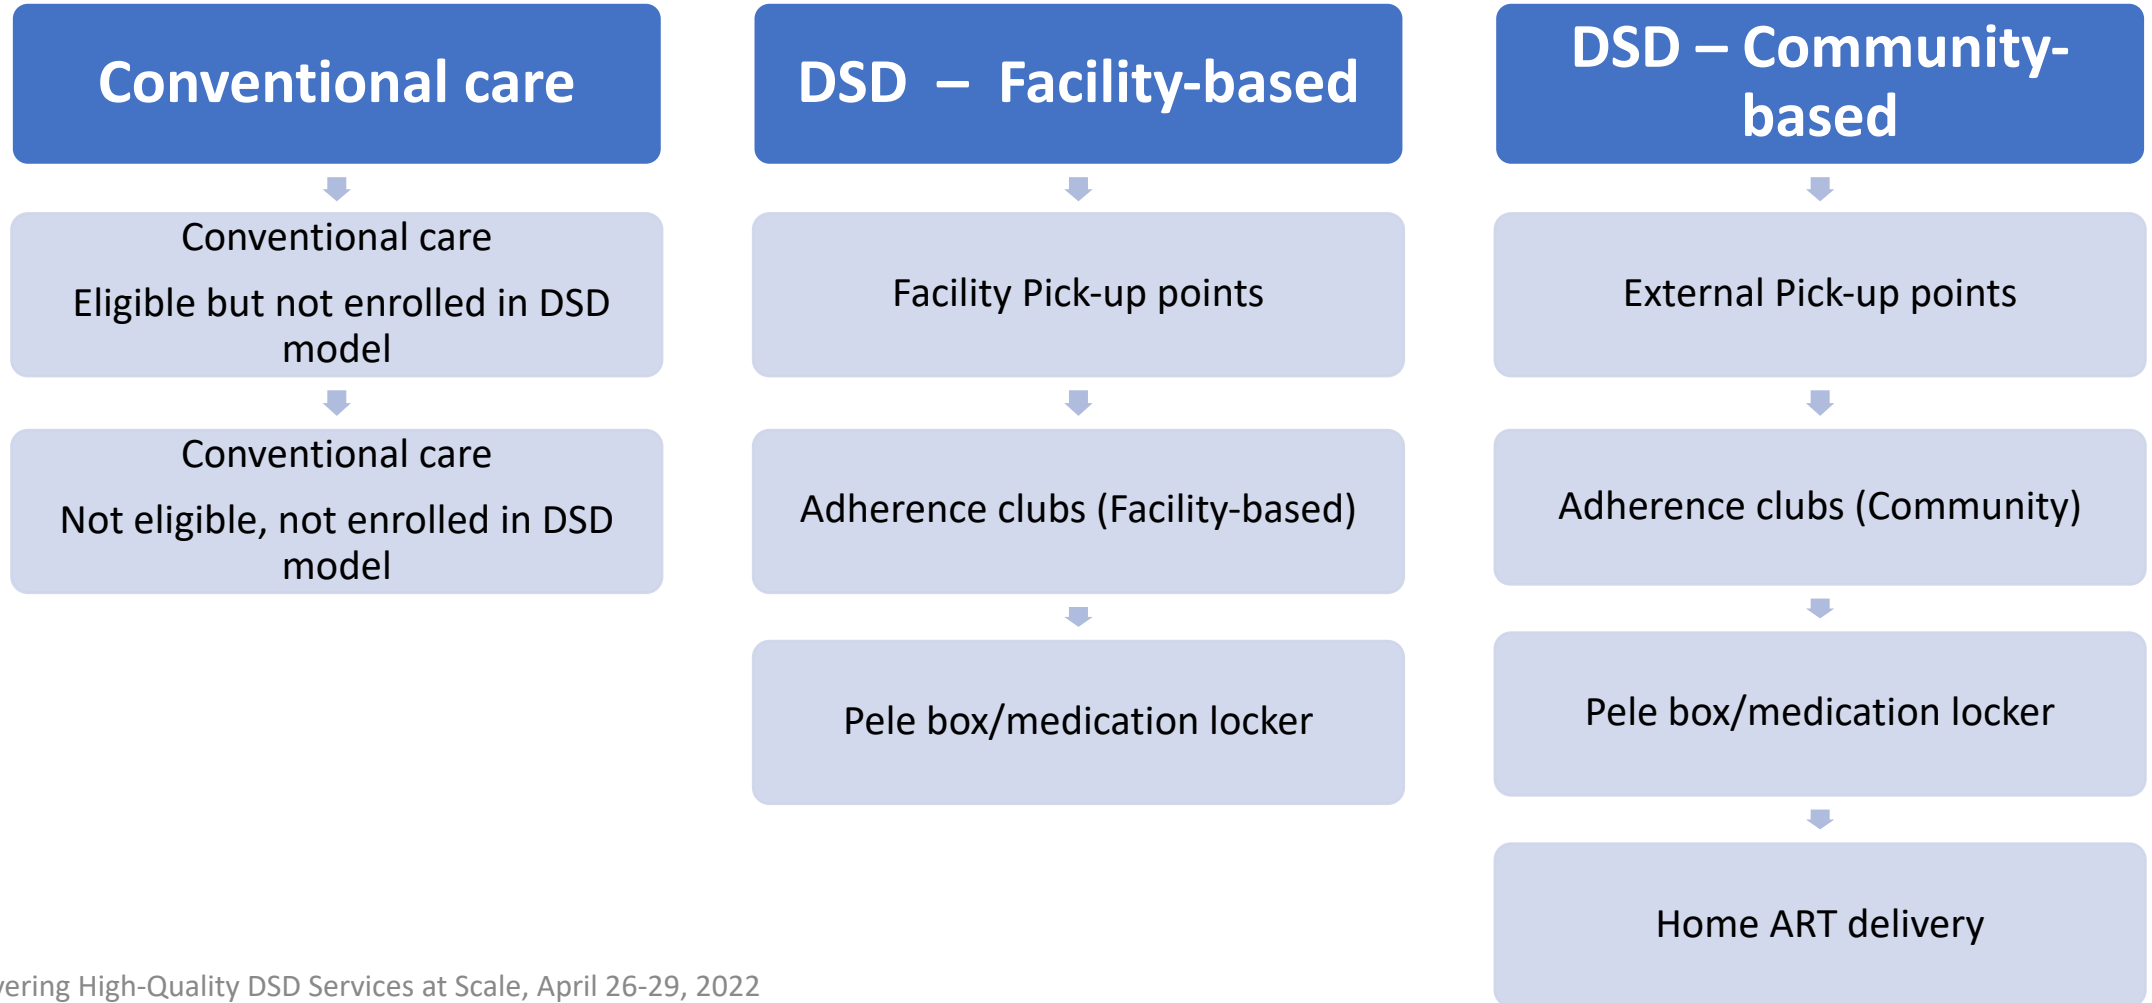 Conventional care
Conventional care
Eligible but not enrolled in DSD
model
Conventional care
Not eligible, not enrolled in DSD
model
DSD – Facility-based
Facility Pick-up points
Adherence clubs (Facility-based)
Pele box/medication locker
DSD – Community-
based
External Pick-up points
Adherence clubs (Community)
Pele box/medication locker
Home ART delivery
High-Quality DSD Services at Scale, April 26-29, 2022